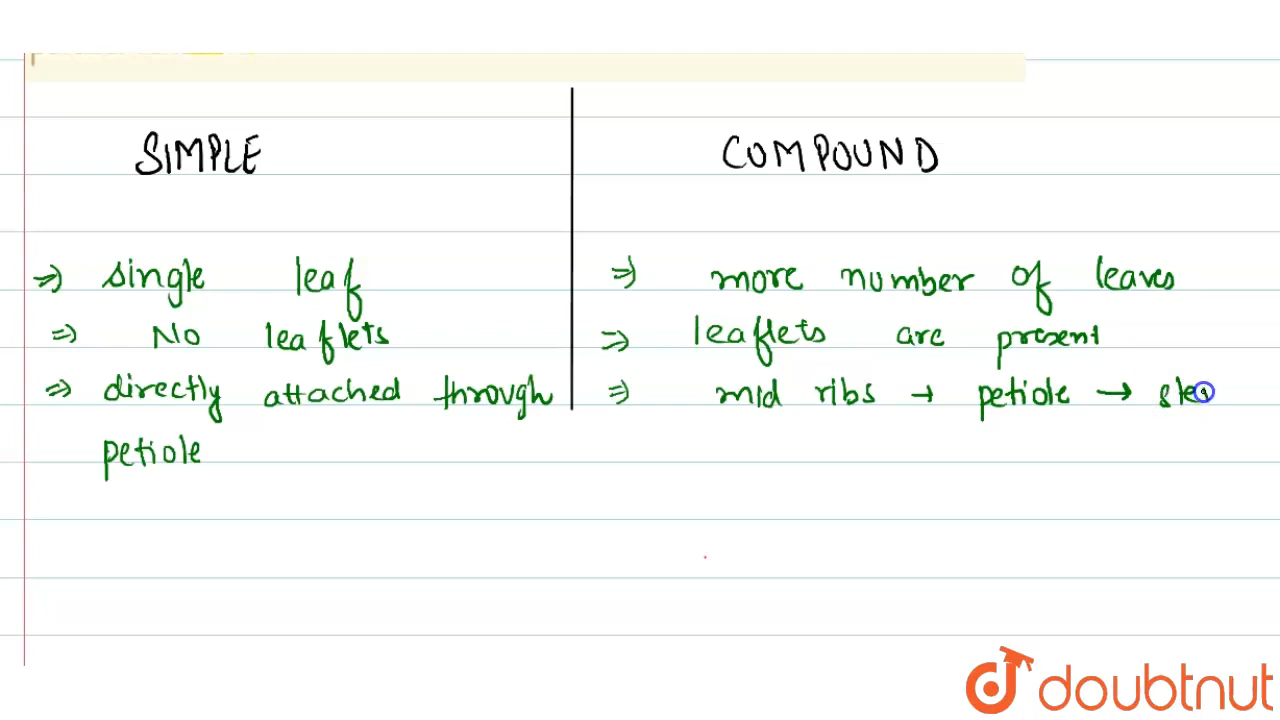 SIMPLE
COMPOUND
⇒ single leaf
⇒ No leaflets
⇒ directly attached through
petiole
⇒ more number of leaves
⇒ leaflets are present
⇒ mid ribs → petiole →
doubtnut